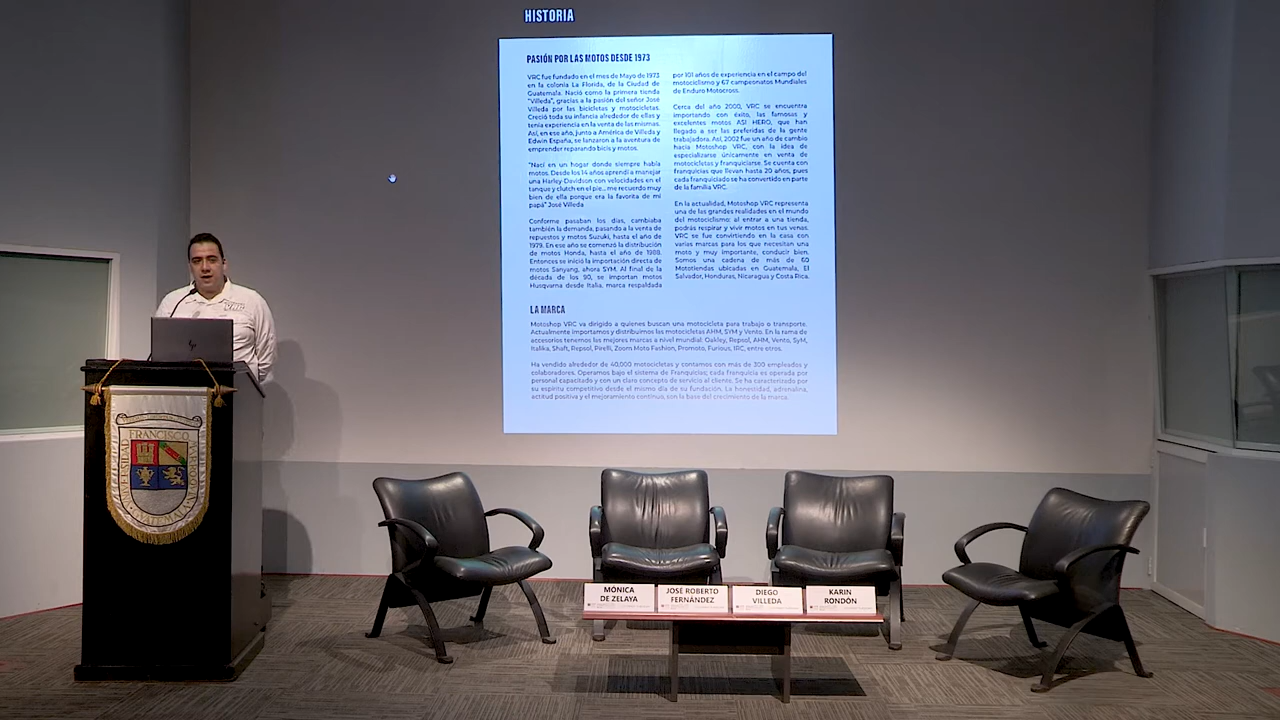 HISTORIA
PASIÓN POR LAS MOTOS DESDE 1973
VRC fue fundado en el mes de Mayo de 1973
en la colonia La Florida, de la Ciudad de
Guatemala. Nació como la primera tienda
"Villeda", gracias a la pasión del señor José
Villeda por las bicicletas y motocicletas.
Creció toda su infancia alrededor de ellas y
tenía experiencia en la venta de las mismas.
Así, en ese año, junto a América de Villeda y
Edwin España, se lanzaron a la aventura de
emprender reparando bicis y motos.
"Nací en un hogar donde siempre había
motos. Desde los 14 años aprendí a manejar
una Harley Davidson con velocidades en el
tanque y clutch en el pie... me recuerdo muy
bien de ella porque era la favorita de mi
papá" José Villeda
Conforme pasaban los días, cambiaba
también la demanda, pasando a la venta de
repuestos y motos Suzuki, hasta el año de
1979. En ese año se comenzó la distribución
de motos Honda, hasta el año de 1988.
Entonces se inició la importación directa de
motos Sanyang, ahora SYM. Al final de la
década de los 90, se importan motos
Husqvarna desde Italia, marca respaldada
por 101 años de experiencia en el campo del
motociclismo y 67 campeonatos Mundiales
de Enduro Motocross.
Cerca del año 2000, VRC se encuentra
importando con éxito, las famosas y
excelentes motos ASI HERO, que han
llegado a ser las preferidas de la gente
trabajadora. Así, 2002 fue un año de cambio
hacia Motoshop VRC, con la idea de
especializarse únicamente en venta de
motocicletas y franquiciarse. Se cuenta con
franquicias que llevan hasta 20 años, pues
cada franquiciado se ha convertido en parte
de la familia VRC.
En la actualidad, Motoshop VRC representa
una de las grandes realidades en el mundo
del motociclismo: al entrar a una tienda,
podrás respirar y vivir motos en tus venas.
VRC se fue convirtiendo en la casa con
varias marcas para los que necesitan una
moto y muy importante, conducir bien.
Somos una cadena de más de 60
Mototiendas ubicadas en Guatemala, El
Salvador, Honduras, Nicaragua y Costa Rica.
LA MARCA
Motoshop VRC va dirigido a quienes buscan una motocicleta para trabajo o transporte.
Actualmente importamos y distribuimos las motocicletas AHM, SYM y Vento. En la rama de
accesorios tenemos las mejores marcas a nivel mundial: Oakley, Repsol, AHM, Vento, SyM,
Italika, Shaft, Repsol, Pirelli, Zoom Moto Fashion, Promoto, Furious, IRC, entre otros.
Ha vendido alrededor de 40,000 motocicletas y contamos con más de 300 empleados y
colaboradores. Operamos bajo el sistema de Franquicias; cada franquicia es operada por
personal capacitado y con un claro concepto de servicio al cliente. Se ha caracterizado por
su espíritu competitivo desde el mismo día de su fundación. La honestidad, adrenalina,
actitud positiva y el mejoramiento continuo, son la base del crecimiento de la marca.
VRC
hp
UNIVERSIDAD FRANCISCO MARROQUÍN
GUATEMALA
MÓNICA
DE ZELAYA
JOSÉ ROBERTO
FERNÁNDEZ
DIEGO
VILLEDA
KARIN
RONDÓN